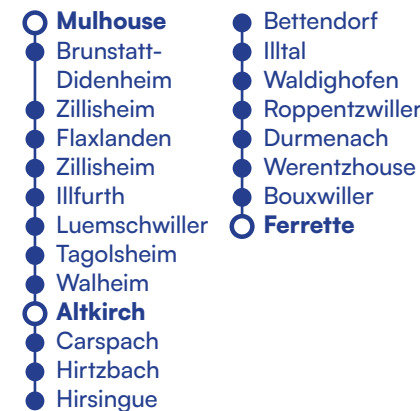 Mulhouse
Brunstatt-
Didenheim
Zillisheim
Flaxlanden
Zillisheim
Illfurth
Luemschwiller
Tagolsheim
Walheim
Altkirch
Carspach
Hirtzbach
Hirsingue
Bettendorf
Illtal
Waldighofen
Roppentzwiller
Durmenach
Werentzhouse
Bouxwiller
Ferrette